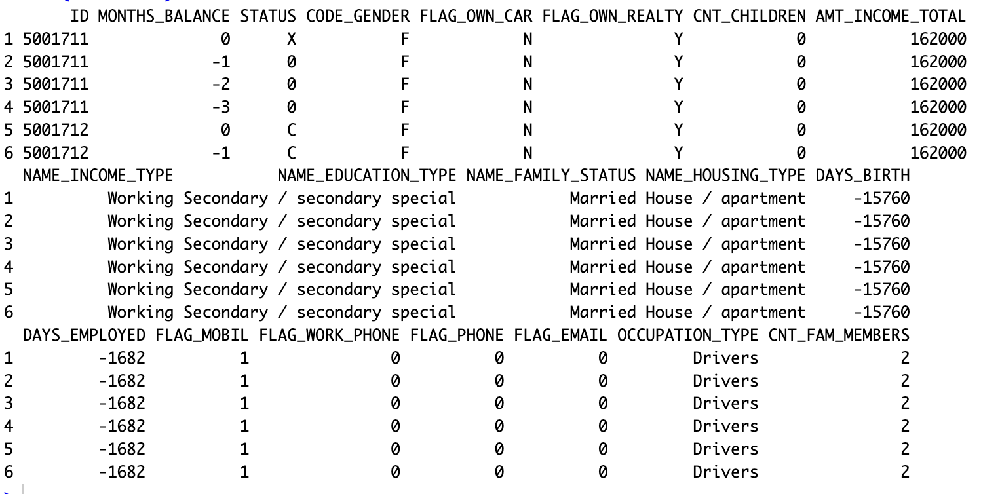 ID MONTHS_BALANCE STATUS CODE_GENDER FLAG_OWN_CAR FLAG_OWN_REALTY CNT_CHILDREN AMT_INCOME_TOTAL
1 5001711 0 X F N Y 0 162000
2 5001711 -1 0 F N Y 0 162000
3 5001711 -2 0 F N Y 0 162000
4 5001711 -3 0 F N Y 0 162000
5 5001712 0 C F N Y 0 162000
6 5001712 -1 C F N Y 0 162000
NAME_INCOME_TYPE NAME_EDUCATION_TYPE NAME_FAMILY_STATUS NAME_HOUSING_TYPE DAYS_BIRTH
1 Working Secondary / secondary special Married House / apartment -15760
2 Working Secondary / secondary special Married House / apartment -15760
3 Working Secondary / secondary special Married House / apartment -15760
4 Working Secondary / secondary special Married House / apartment -15760
5 Working Secondary / secondary special Married House / apartment -15760
6 Working Secondary / secondary special Married House / apartment -15760
DAYS_EMPLOYED FLAG_MOBIL FLAG_WORK_PHONE FLAG_PHONE FLAG_EMAIL OCCUPATION_TYPE CNT_FAM_MEMBERS
1 -1682 1 0 0 0 Drivers 2
2 -1682 1 0 0 0 Drivers 2
3 -1682 1 0 0 0 Drivers 2
4 -1682 1 0 0 0 Drivers 2
5 -1682 1 0 0 0 Drivers 2
6 -1682 1 0 0 0 Drivers 2